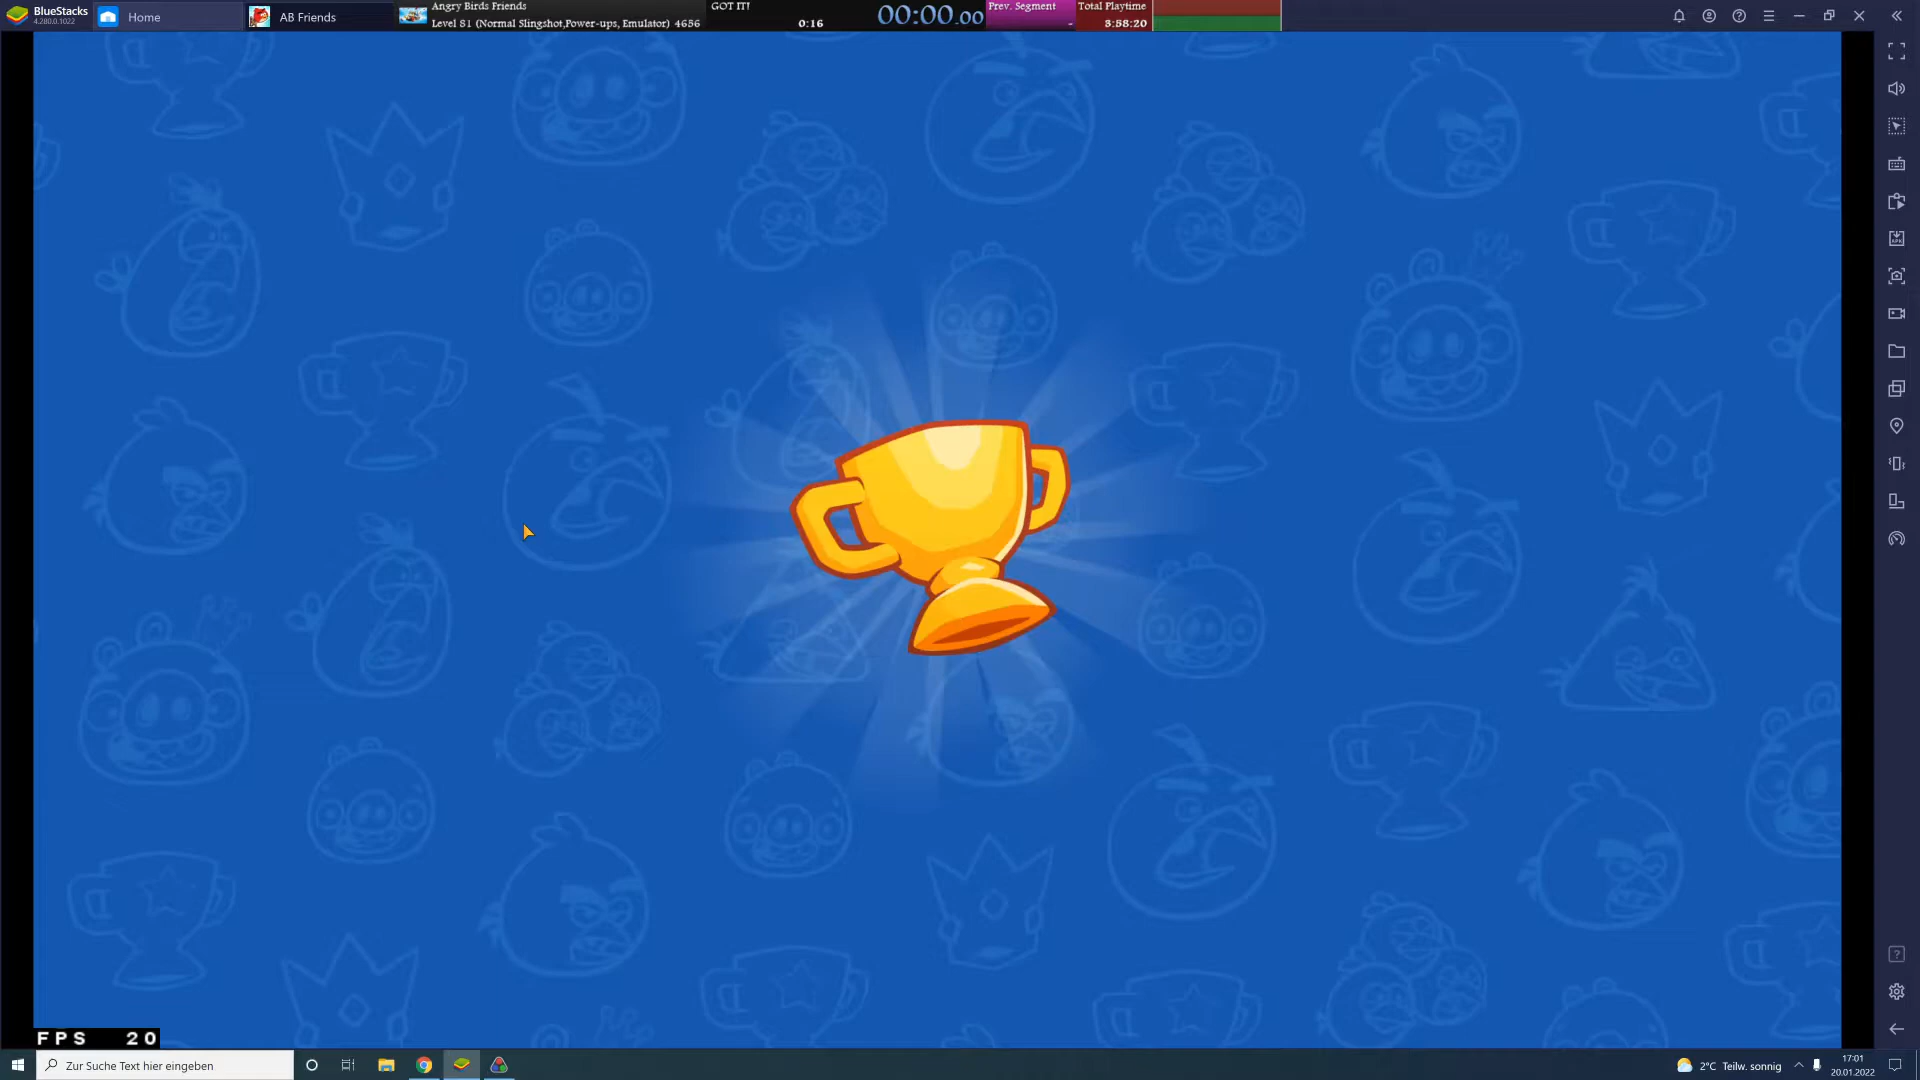 BlueStacks
4.280.0.1022
Home
AB Friends
Angry Birds Friends
Level 81 (Normal Slingshot,Power-ups, Emulator) 4656
GOT IT!
0:16
00:00.00
Prev. Segment
-
Total Playtime
3:58:20
APK
FPS 20
Zur Suche Text hier eingeben
2°C Teilw. sonnig
17:01
20.01.2022